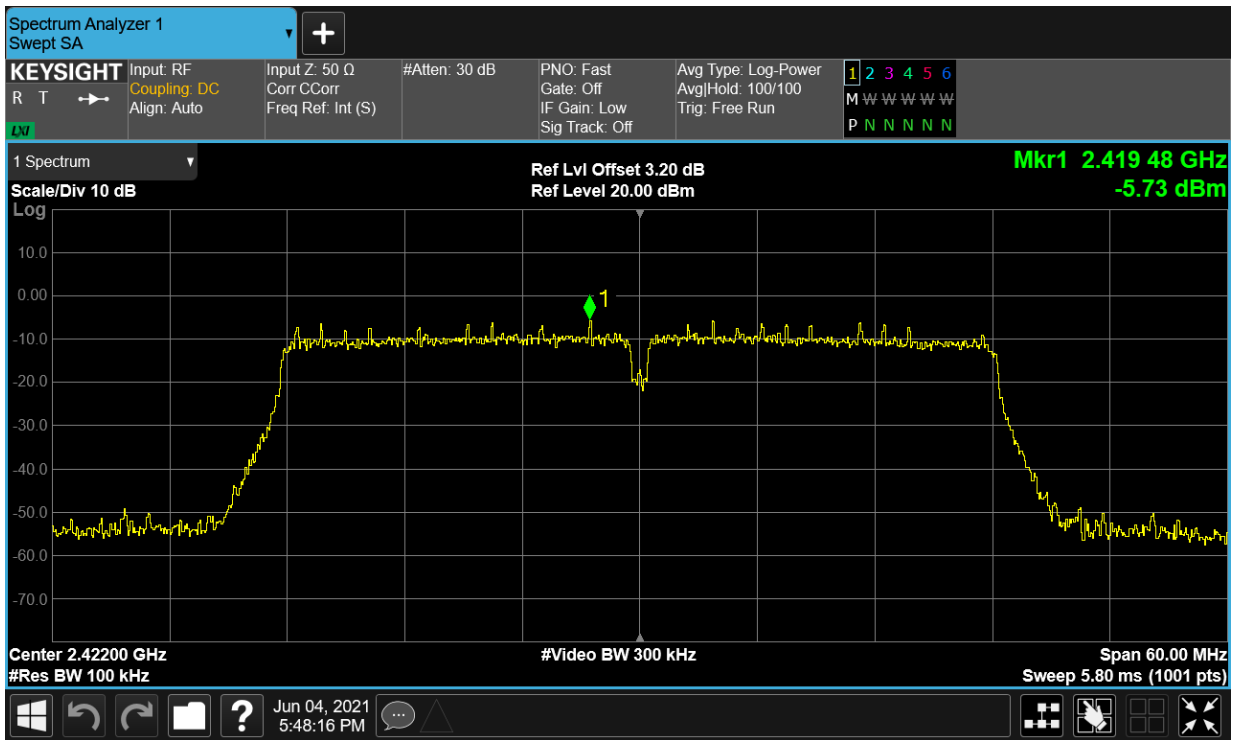 Spectrum Analyzer 1
Swept SA
KEYSIGHT
R T
LXI
Input: RF
Coupling: DC
Align: Auto
Input Z: 50 Ω
Corr CCorr
Freq Ref: Int (S)
#Atten: 30 dB
PNO: Fast
Gate: Off
IF Gain: Low
Sig Track: Off
Avg Type: Log-Power
Avg|Hold: 100/100
Trig: Free Run
1 2 3 4 5 6
M W W W W W W
P N N N N N N
1 Spectrum
Scale/Div 10 dB
Log
Ref Lvl Offset 3.20 dB
Ref Level 20.00 dBm
Mkr1 2.419 48 GHz
-5.73 dBm
10.0
0.00
-10.0
-20.0
-30.0
-40.0
-50.0
-60.0
-70.0
1
Center 2.42200 GHz
#Res BW 100 kHz
#Video BW 300 kHz
Span 60.00 MHz
Sweep 5.80 ms (1001 pts)
?
Jun 04, 2021
5:48:16 PM